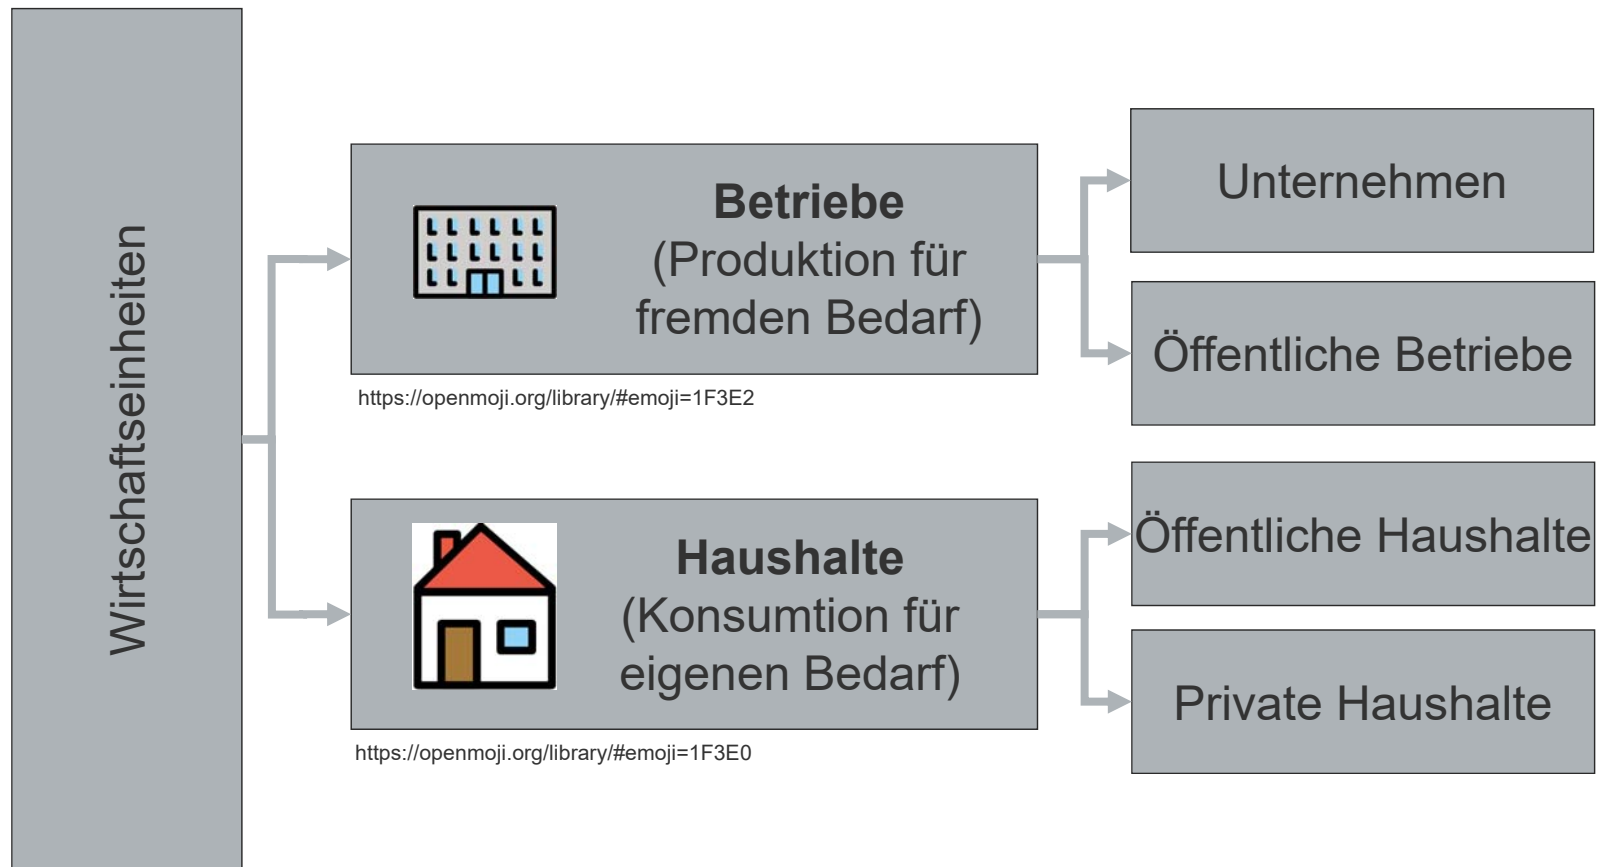 Wirtschaftseinheiten
Betriebe
(Produktion für
fremden Bedarf)
https://openmoji.org/library/#emoji=1F3E2
Haushalte
(Konsumtion für
eigenen Bedarf)
https://openmoji.org/library/#emoji=1F3E0
Unternehmen
Öffentliche Betriebe
Öffentliche Haushalte
Private Haushalte